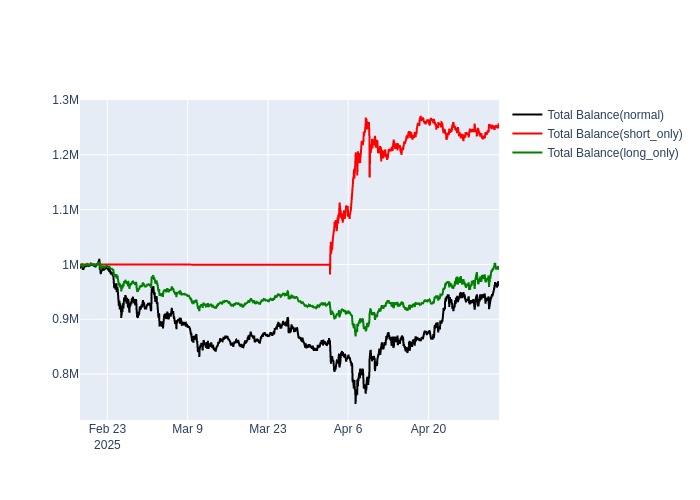 1.3M
1.2M
1.1M
1M
0.9M
0.8M
Feb 23
2025
Mar 9
Mar 23
Apr 6
Apr 20
Total Balance(normal)
Total Balance(short_only)
Total Balance(long_only)